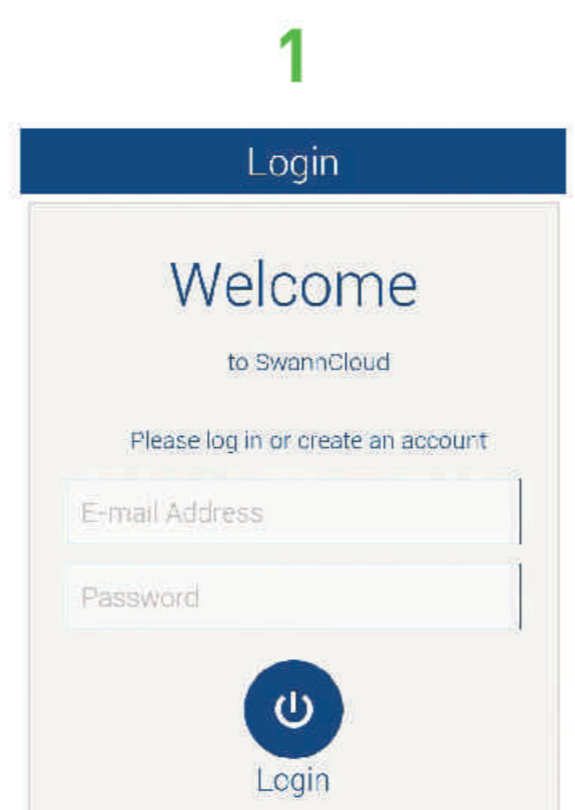 1
Login
Welcome
to SwannCloud
Please log in or create an account
E-mail Address
Password
Login